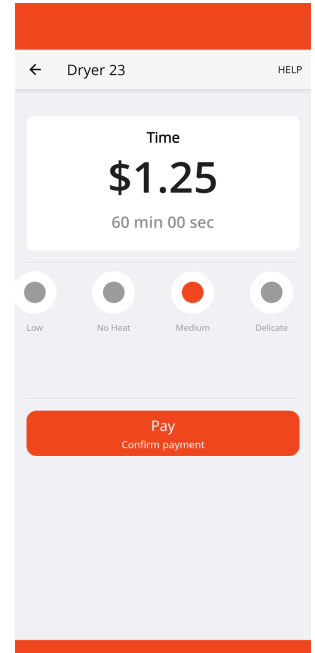 Dryer 23
HELP
Time
$1.25
60 min 00 sec
Low
No Heat
Medium
Delicate
Pay
Confirm payment